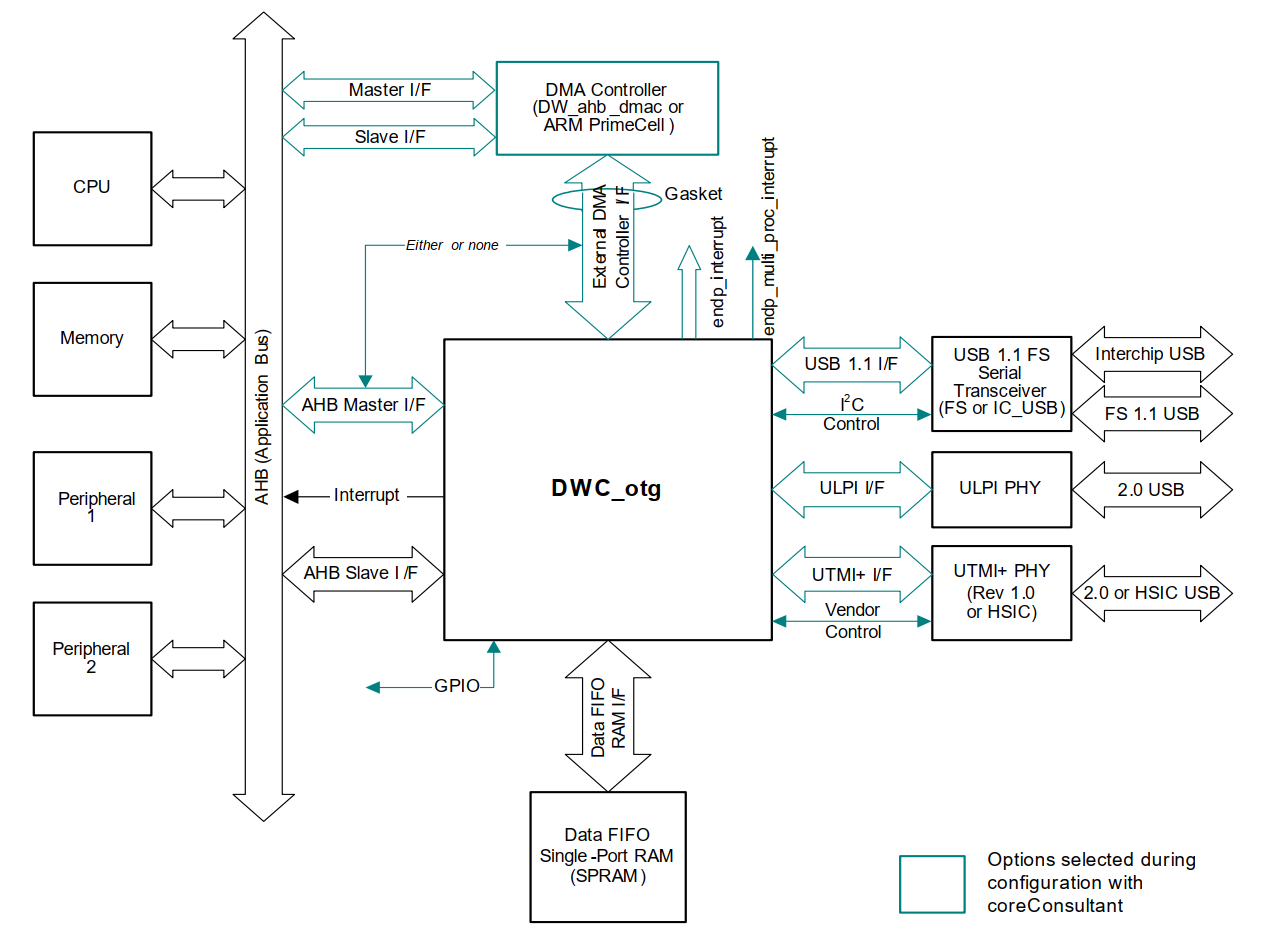 Master I/F
DMA Controller
(DW_ahb_dmac or
ARM PrimeCell )
Slave I/F
CPU
Gasket
External DMA
Controller I/F
endp_interrupt
endp_multi_proc_interrupt
Either or none
Memory
AHB (Application Bus)
AHB Master I/F
USB 1.1 I/F
I2C
Control
USB 1.1 FS
Serial
Transceiver
(FS or IC_USB)
Interchip USB
FS 1.1 USB
Peripheral
1
Interrupt
DWC_otg
ULPI I/F
ULPI PHY
2.0 USB
AHB Slave I/F
UTMI+ I/F
Vendor
Control
UTMI+ PHY
(Rev 1.0
or HSIC)
2.0 or HSIC USB
Peripheral
2
GPIO
Data FIFO
RAM I/F
Data FIFO
Single-Port RAM
(SPRAM)
Options selected during
configuration with
coreConsultant